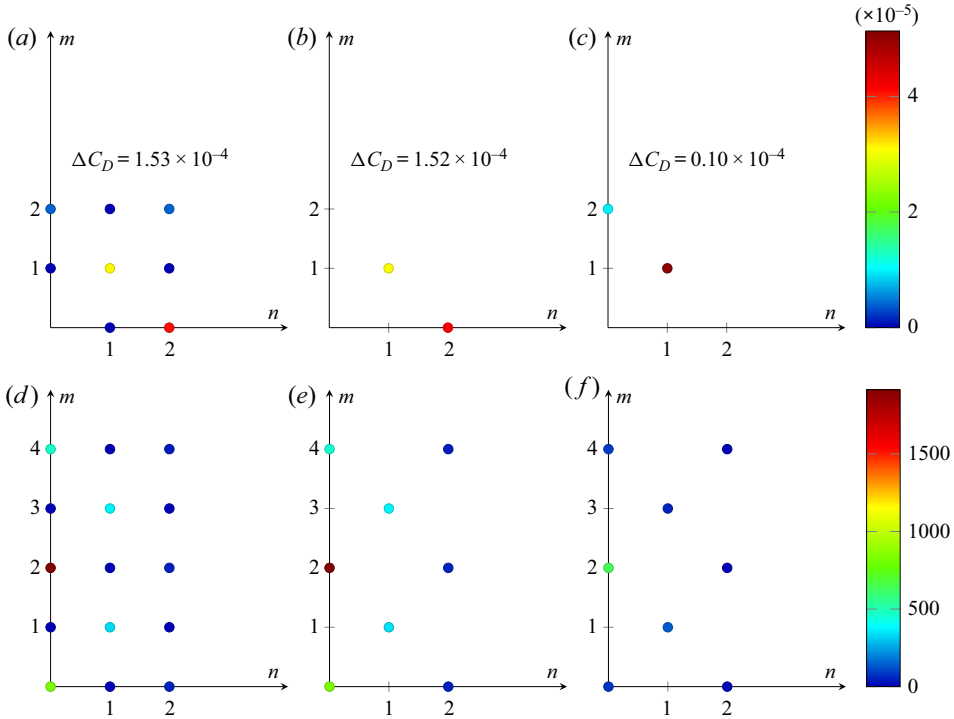 (×10⁻⁵)
(a) m (b) m (c) m
4
ΔC_D = 1.53 × 10⁻⁴ ΔC_D = 1.52 × 10⁻⁴ ΔC_D = 0.10 × 10⁻⁴
2 2 2 2
1 1 1
n n n 0
1 2 1 2 1 2
(d) m (e) m (f) m
4 4 4 1500
3 3 3
1000
2 2 2
500
1 1 1
n n n 0
1 2 1 2 1 2